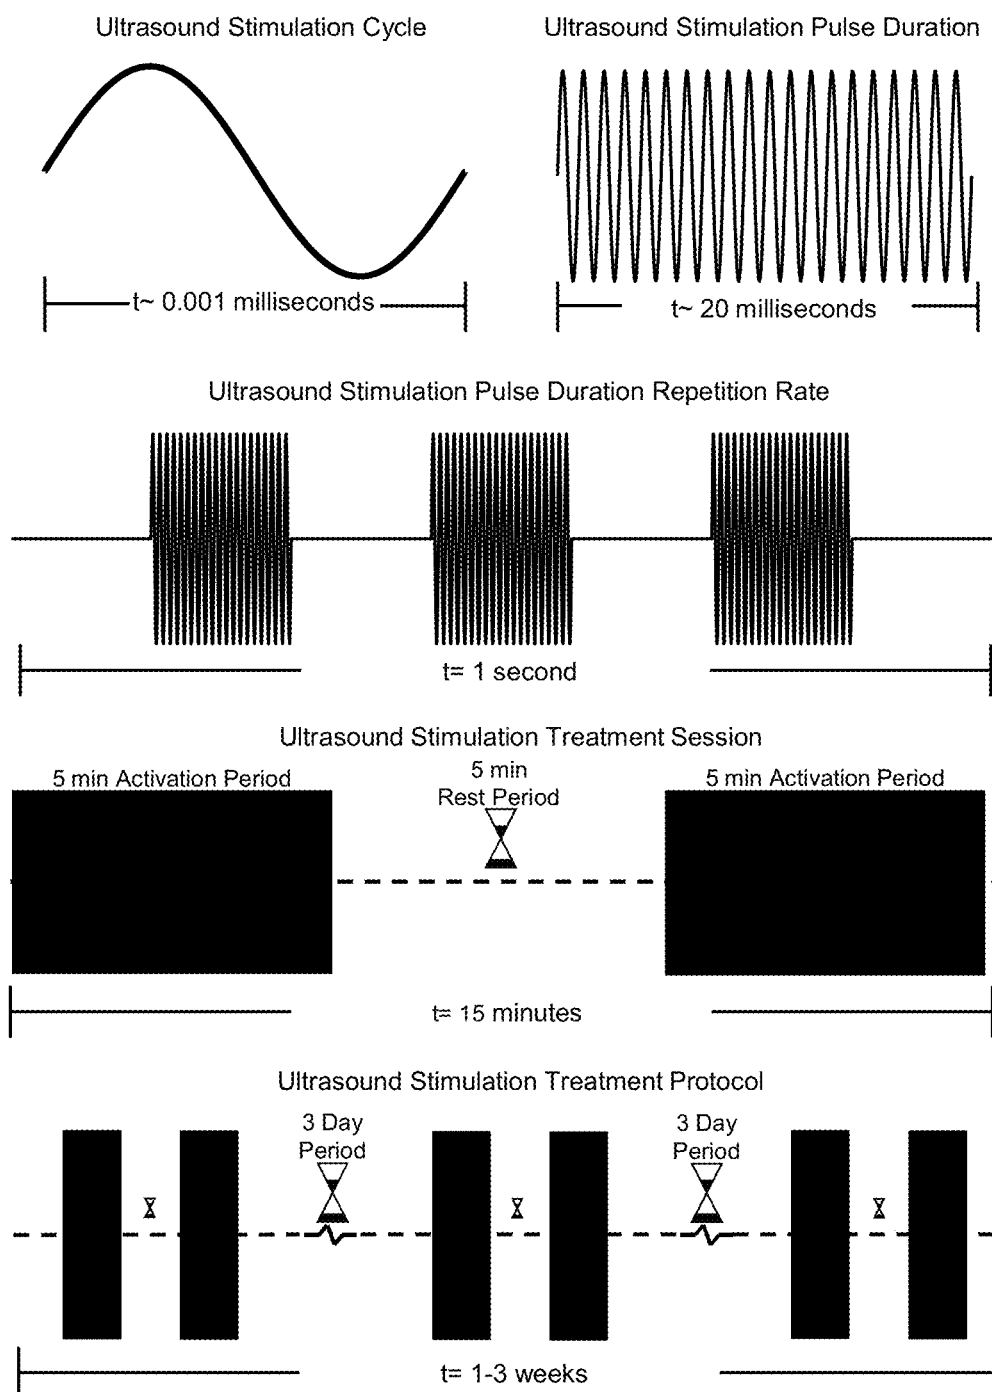 Ultrasound Stimulation Cycle
Ultrasound Stimulation Pulse Duration
t~ 0.001 milliseconds
t~ 20 milliseconds
Ultrasound Stimulation Pulse Duration Repetition Rate
t= 1 second
Ultrasound Stimulation Treatment Session
5 min Activation Period
5 min
Rest Period
5 min Activation Period
t= 15 minutes
Ultrasound Stimulation Treatment Protocol
3 Day
Period
3 Day
Period
t= 1-3 weeks